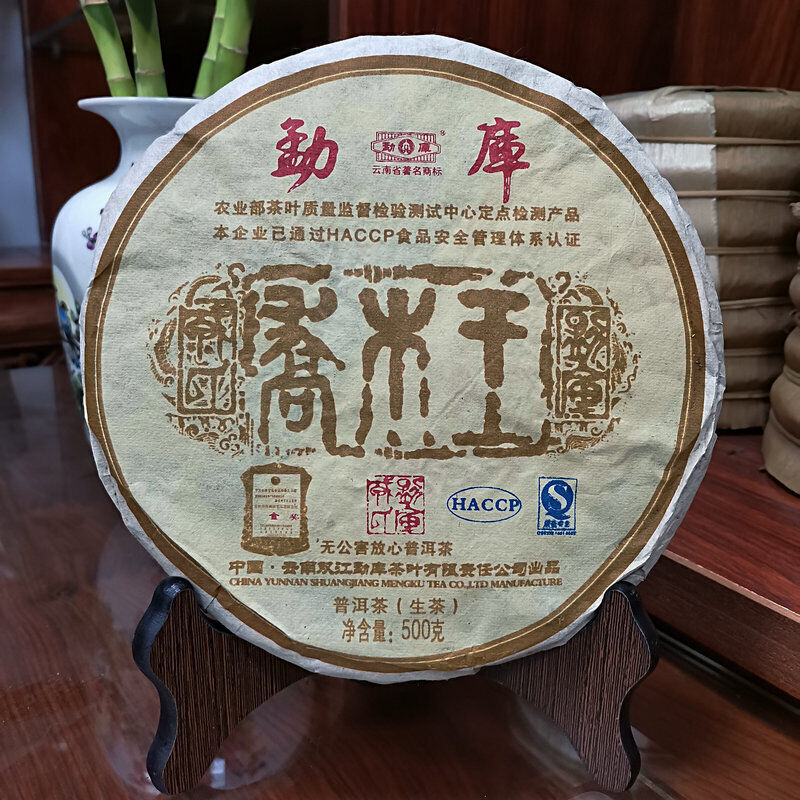 勐 勐库® 庫
云南省著名商标
农业部茶叶质量监督检验测试中心定点检测产品
本企业已通过HACCP食品安全管理体系认证
喬木王
金奖
HACCP
无公害放心普洱茶
中国·云南双江勐库茶叶有限责任公司出品
CHINA YUNNAN SHUANGJIANG MENGKU TEA CO.,LTD MANUFACTURE
普洱茶(生茶)
净含量:500克